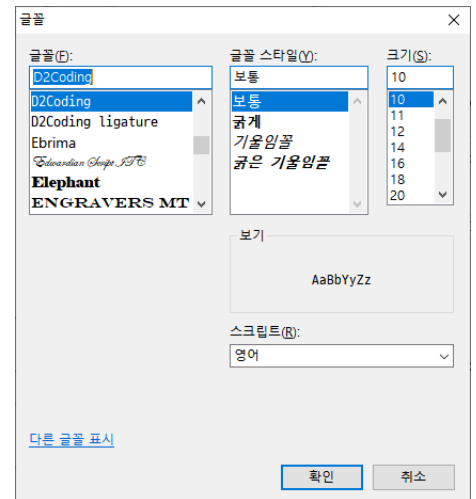 글꼴
글꼴(F):
D2Coding
D2Coding
D2Coding ligature
Ebrima
Edwardian Script ITC
Elephant
ENGRAVERS MT
글꼴 스타일(Y):
보통
보통
굵게
기울임꼴
굵은 기울임꼴
크기(S):
10
10
11
12
14
16
18
20
보기
AaBbYyZz
스크립트(R):
영어
다른 글꼴 표시
확인
취소